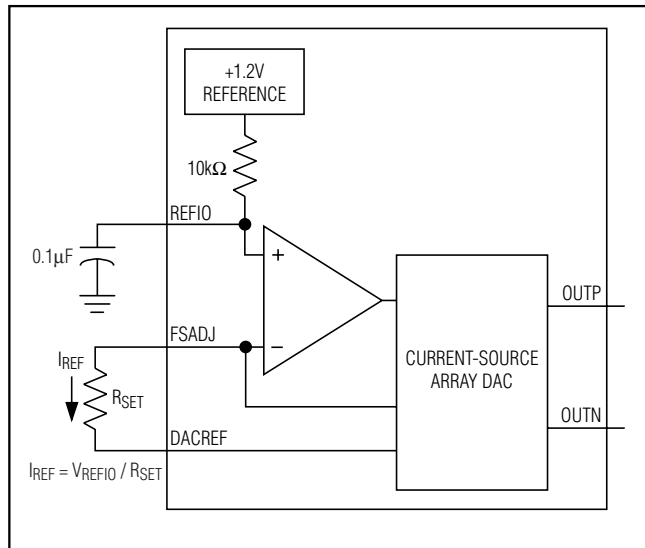 +1.2V
REFERENCE
10kΩ
REFIO
0.1μF
+
OUTP
FSADJ
−
CURRENT-SOURCE
ARRAY DAC
IREF
RSET
OUTN
DACREF
IREF = VREFIO / RSET